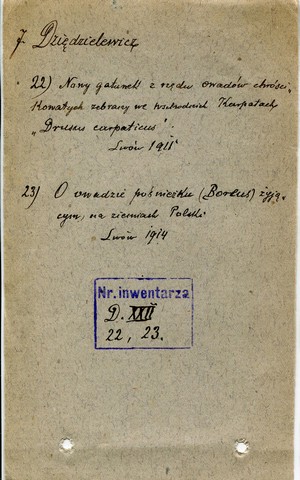 J. Dziędzielewicz
22) Nowy gatunek z rzędu owadów chróści-
kowatych zebrany we wschodnich Karpatach
"Drusus carpaticus".
Lwów 1911
23) O owadzie pośnieżku (Boreus) żyją-
cym, na ziemiach Polski
Lwów 1914
Nr. inwentarza
D. XXII
22, 23.